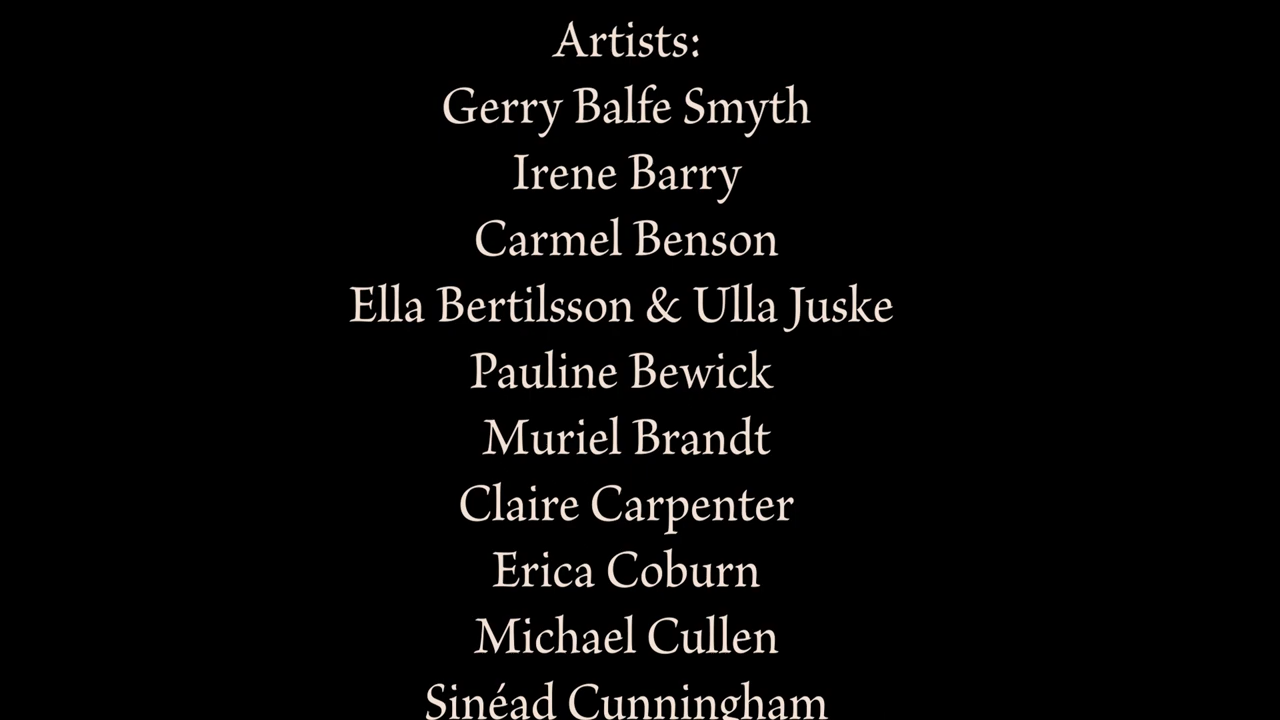 Artists:
Gerry Balfe Smyth
Irene Barry
Carmel Benson
Ella Bertilsson & Ulla Juske
Pauline Bewick
Muriel Brandt
Claire Carpenter
Erica Coburn
Michael Cullen
Sinéad Cunningham